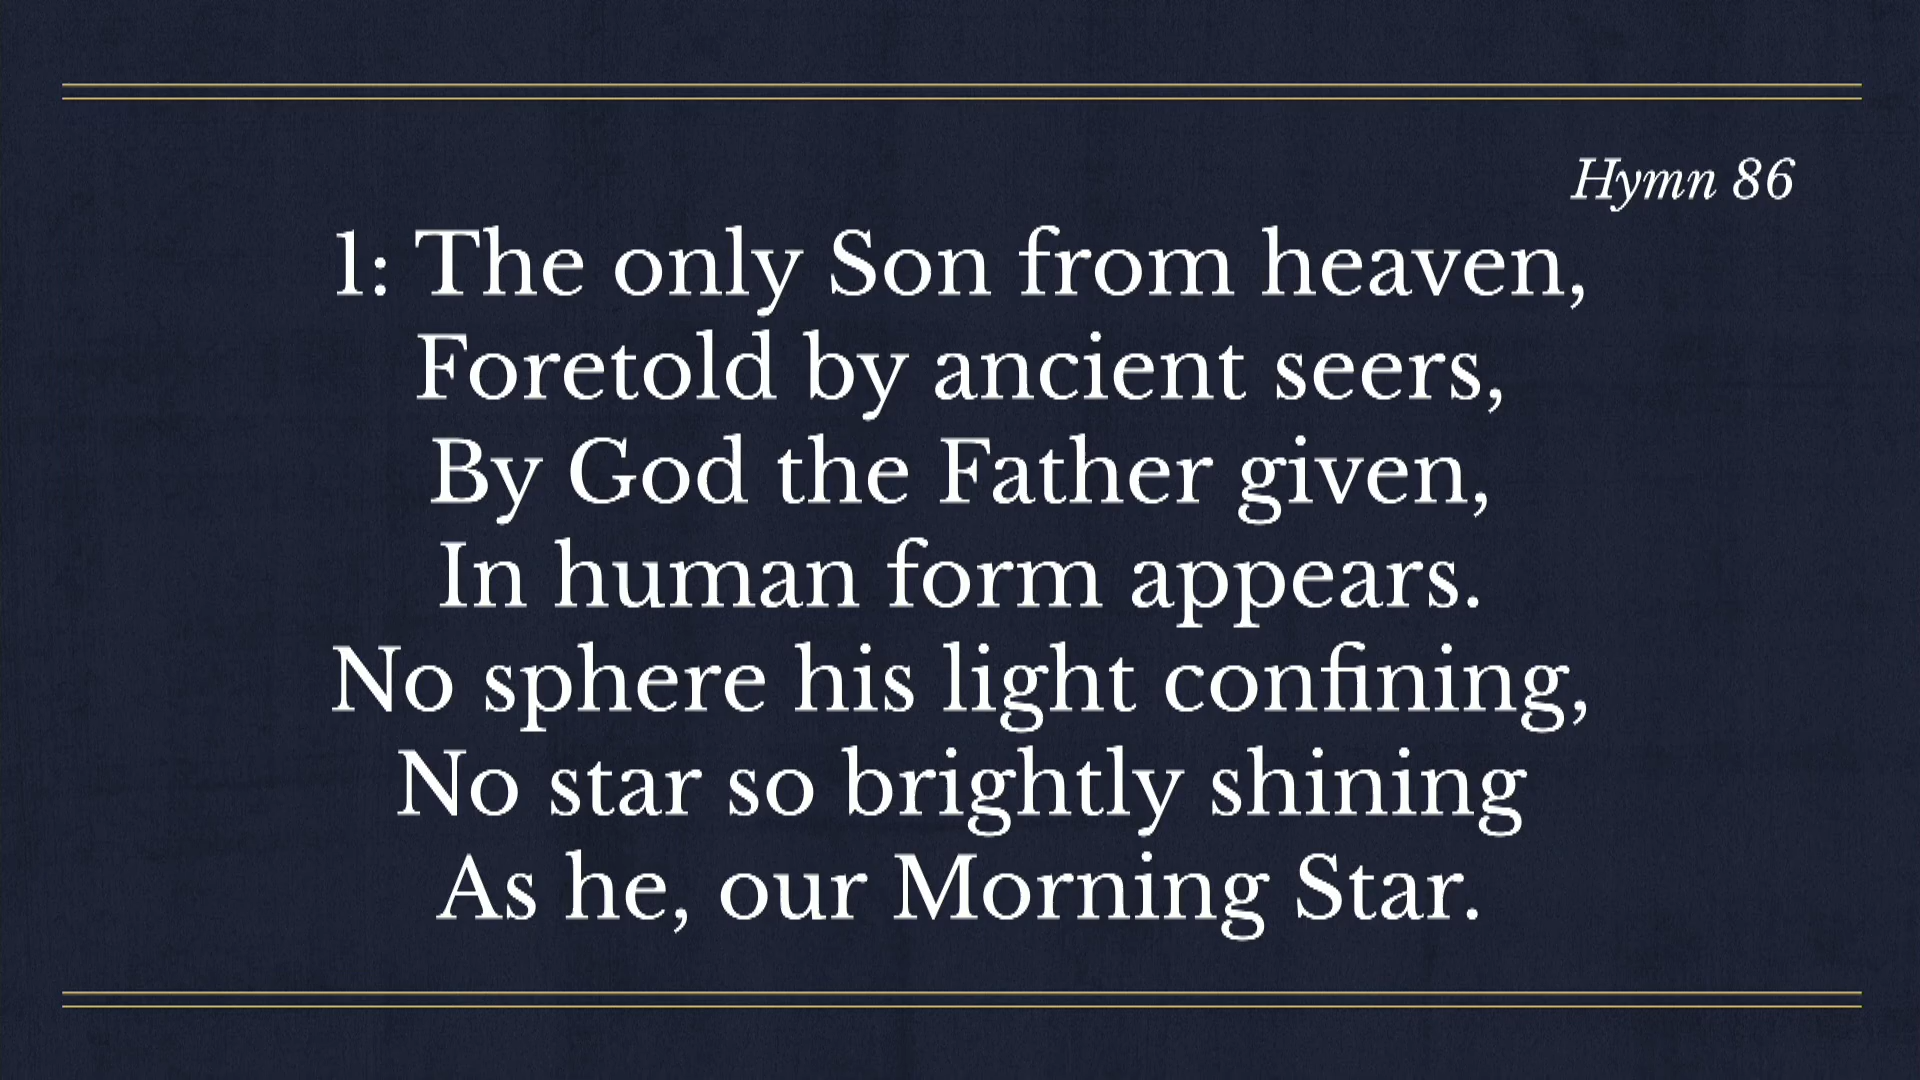 Hymn 86
1: The only Son from heaven,
Foretold by ancient seers,
By God the Father given,
In human form appears.
No sphere his light confining,
No star so brightly shining
As he, our Morning Star.